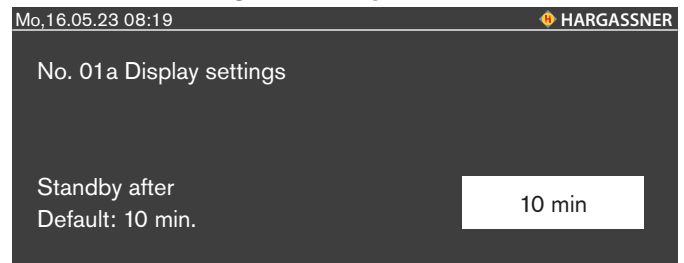 Mo,16.05.23 08:19 HARGASSNER
No. 01a Display settings
Standby after
Default: 10 min.
10 min